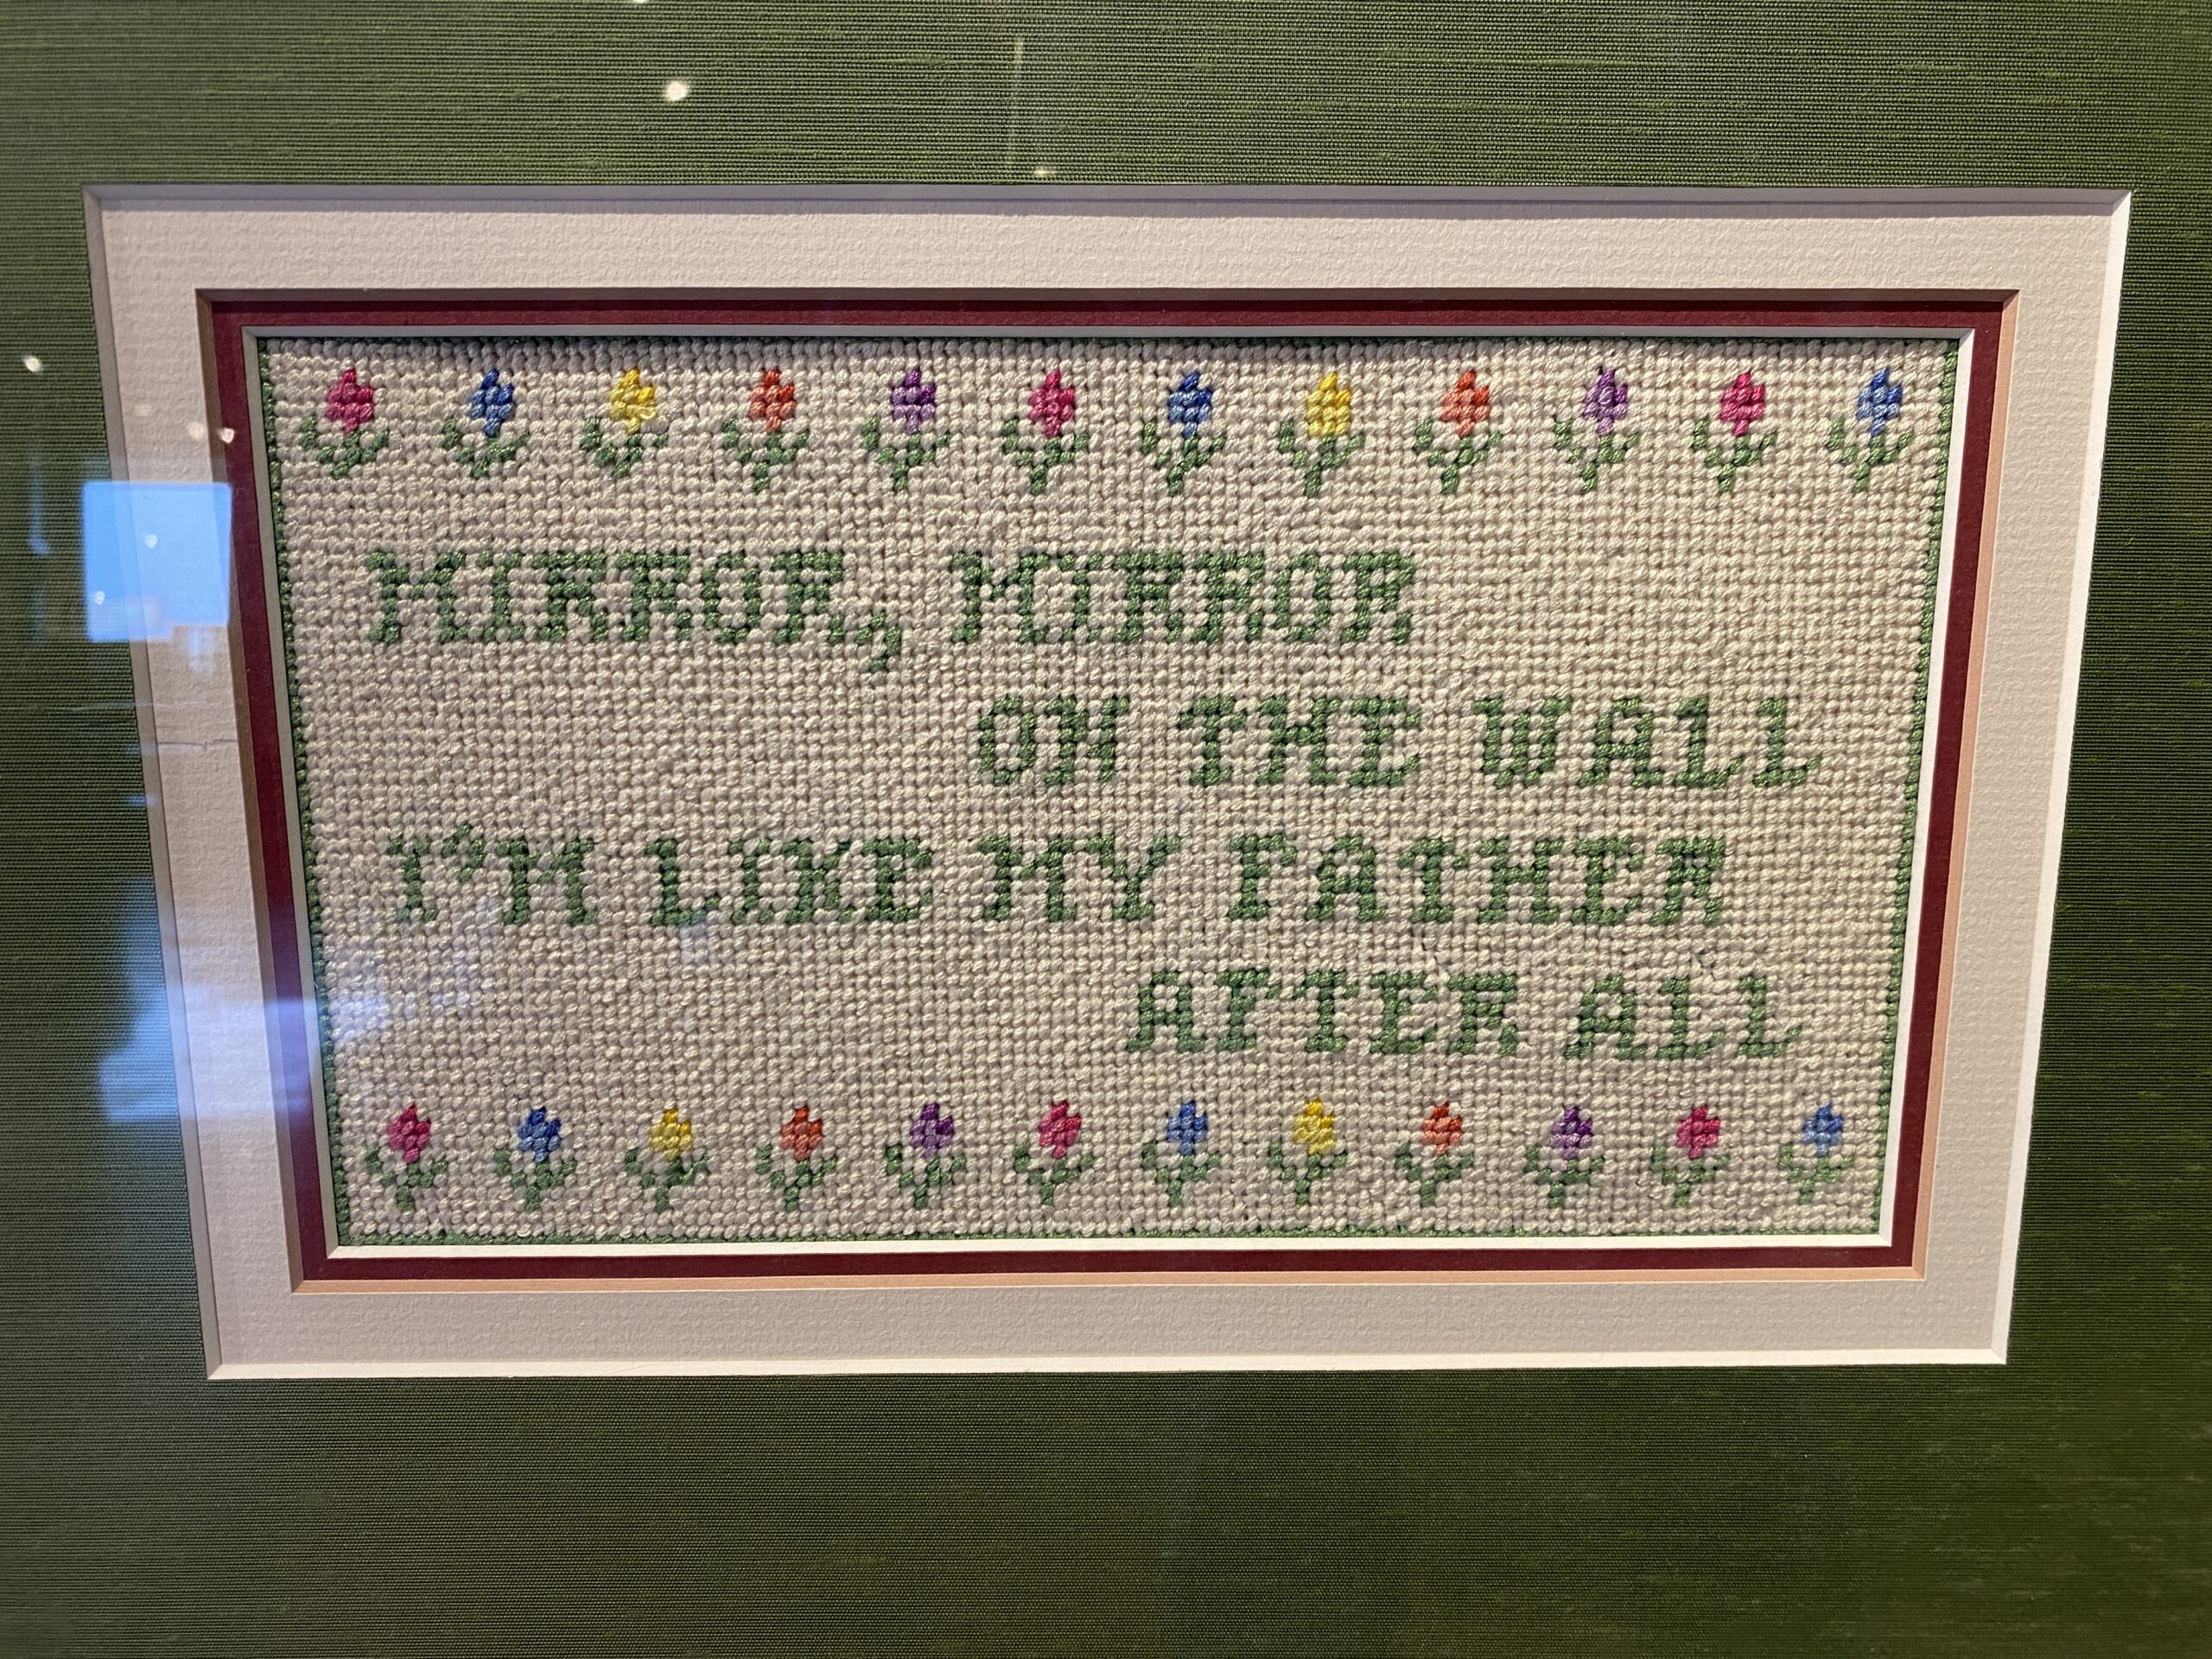 MIRROR, MIRROR
ON THE WALL
I'M LIKE MY FATHER
AFTER ALL